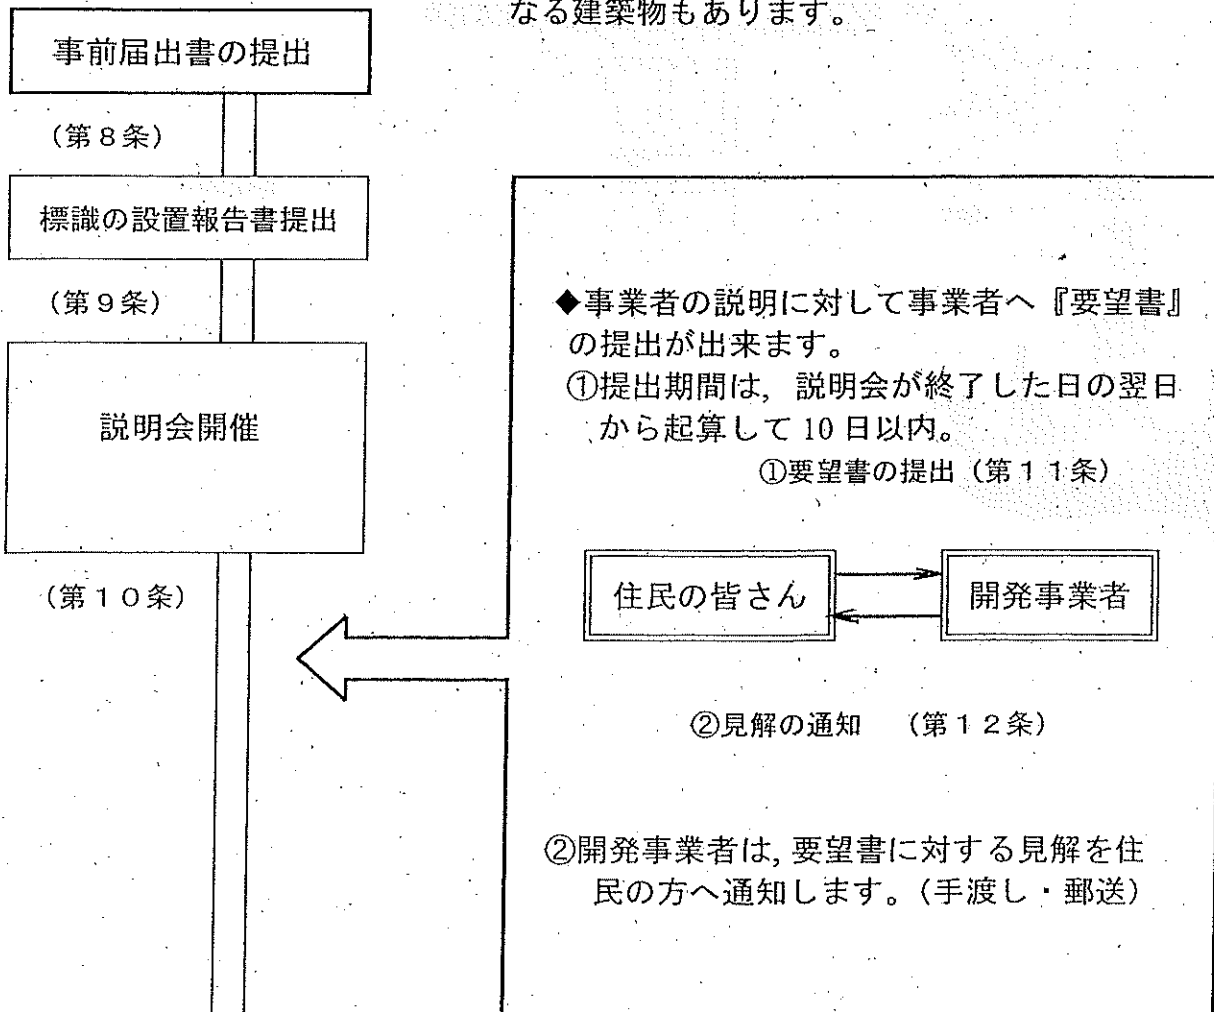 なる建築物もあります。
事前届出書の提出
（第８条）
標識の設置報告書提出
（第９条）
説明会開催
（第１０条）
◆事業者の説明に対して事業者へ『要望書』
の提出が出来ます。
①提出期間は，説明会が終了した日の翌日
から起算して 10 日以内。
①要望書の提出（第１１条）
住民の皆さん
開発事業者
②見解の通知　（第１２条）
②開発事業者は，要望書に対する見解を住
民の方へ通知します。（手渡し・郵送）